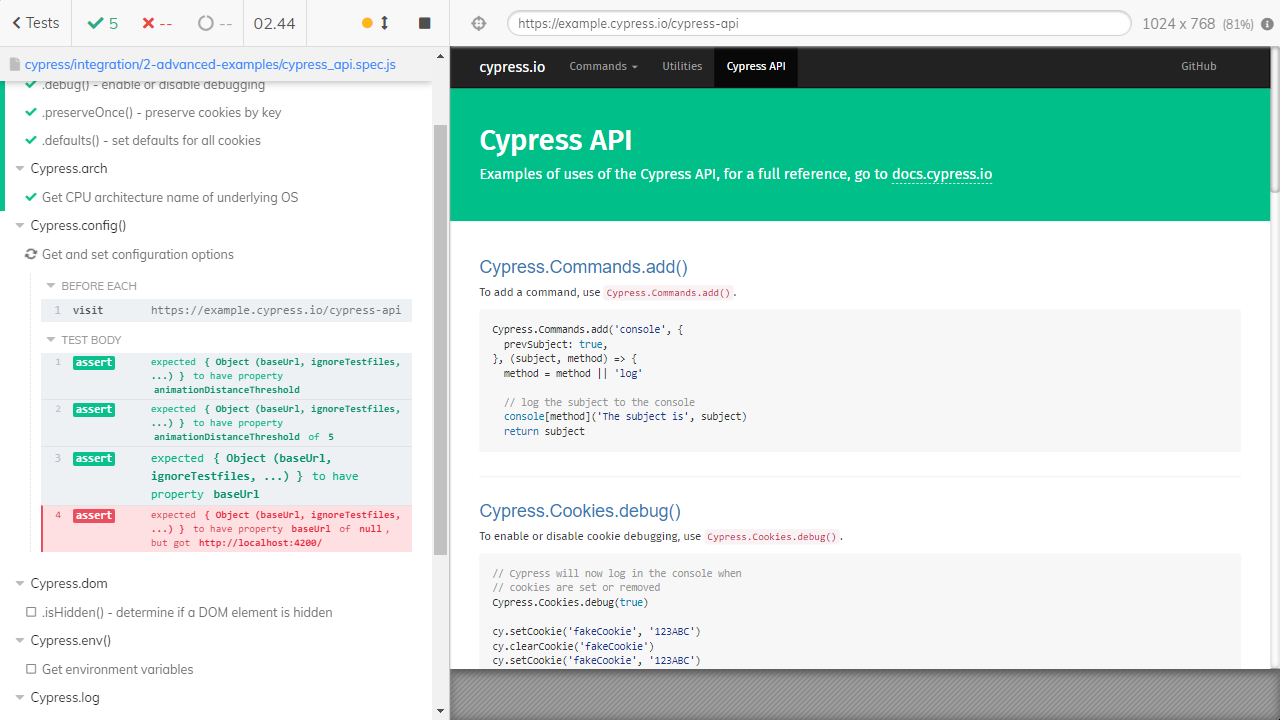 Tests
5
--
--
02.44
https://example.cypress.io/cypress-api
1024 x 768 (81%)
cypress/integration/2-advanced-examples/cypress_api.spec.js
.debug() - enable or disable debugging
.preserveOnce() - preserve cookies by key
.defaults() - set defaults for all cookies
Cypress.arch
Get CPU architecture name of underlying OS
Cypress.config()
Get and set configuration options
BEFORE EACH
1 visit https://example.cypress.io/cypress-api
TEST BODY
1 assert expected { Object (baseUrl, ignoreTestfiles,
...) } to have property
animationDistanceThreshold
2 assert expected { Object (baseUrl, ignoreTestfiles,
...) } to have property
animationDistanceThreshold of 5
3 assert expected { Object (baseUrl,
ignoreTestfiles, ...) } to have
property baseUrl
4 assert expected { Object (baseUrl, ignoreTestfiles,
...) } to have property baseUrl of null,
but got http://localhost:4200/
Cypress.dom
.isHidden() - determine if a DOM element is hidden
Cypress.env()
Get environment variables
Cypress.log
cypress.io Commands Utilities Cypress API GitHub
Cypress API
Examples of uses of the Cypress API, for a full reference, go to docs.cypress.io
Cypress.Commands.add()
To add a command, use Cypress.Commands.add().
Cypress.Commands.add('console', {
prevSubject: true,
}, (subject, method) => {
method = method || 'log'
// log the subject to the console
console[method]('The subject is', subject)
return subject
Cypress.Cookies.debug()
To enable or disable cookie debugging, use Cypress.Cookies.debug().
// Cypress will now log in the console when
// cookies are set or removed
Cypress.Cookies.debug(true)
cy.setCookie('fakeCookie', '123ABC')
cy.clearCookie('fakeCookie')
cy.setCookie('fakeCookie', '123ABC')